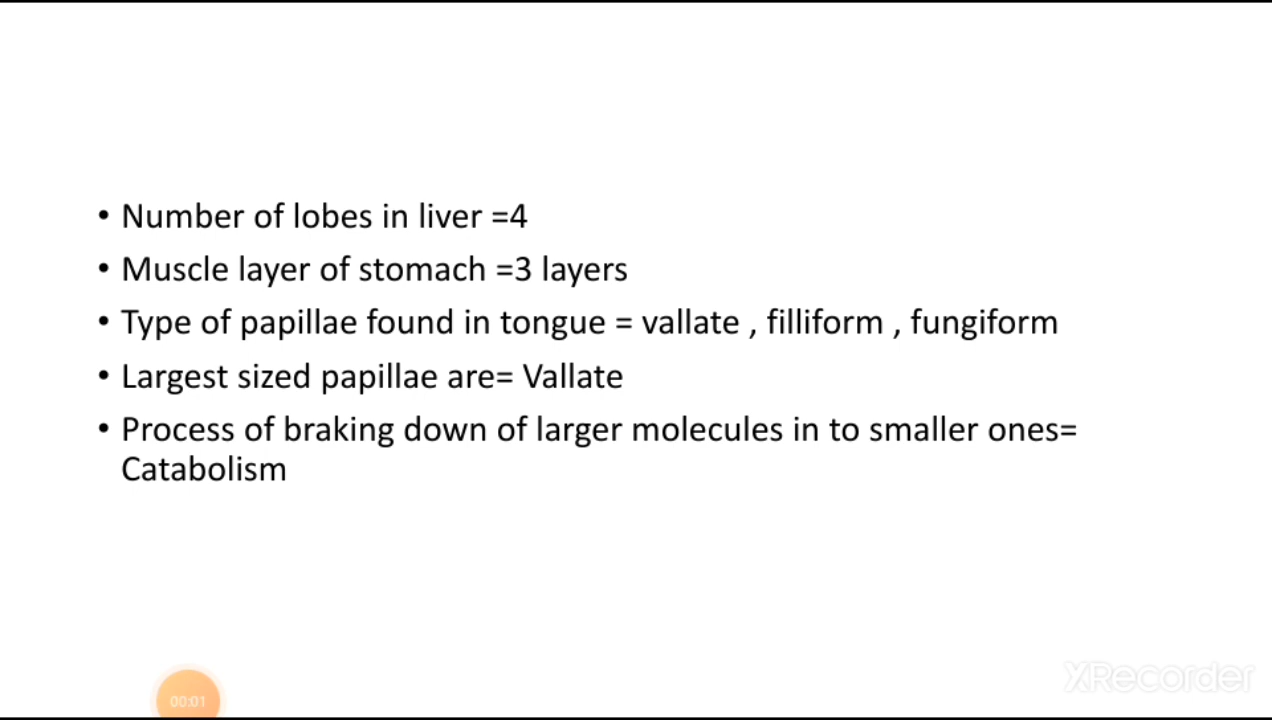 • Number of lobes in liver =4
• Muscle layer of stomach =3 layers
• Type of papillae found in tongue = vallate , filliform , fungiform
• Largest sized papillae are= Vallate
• Process of braking down of larger molecules in to smaller ones=
Catabolism
00:01
XRecorder